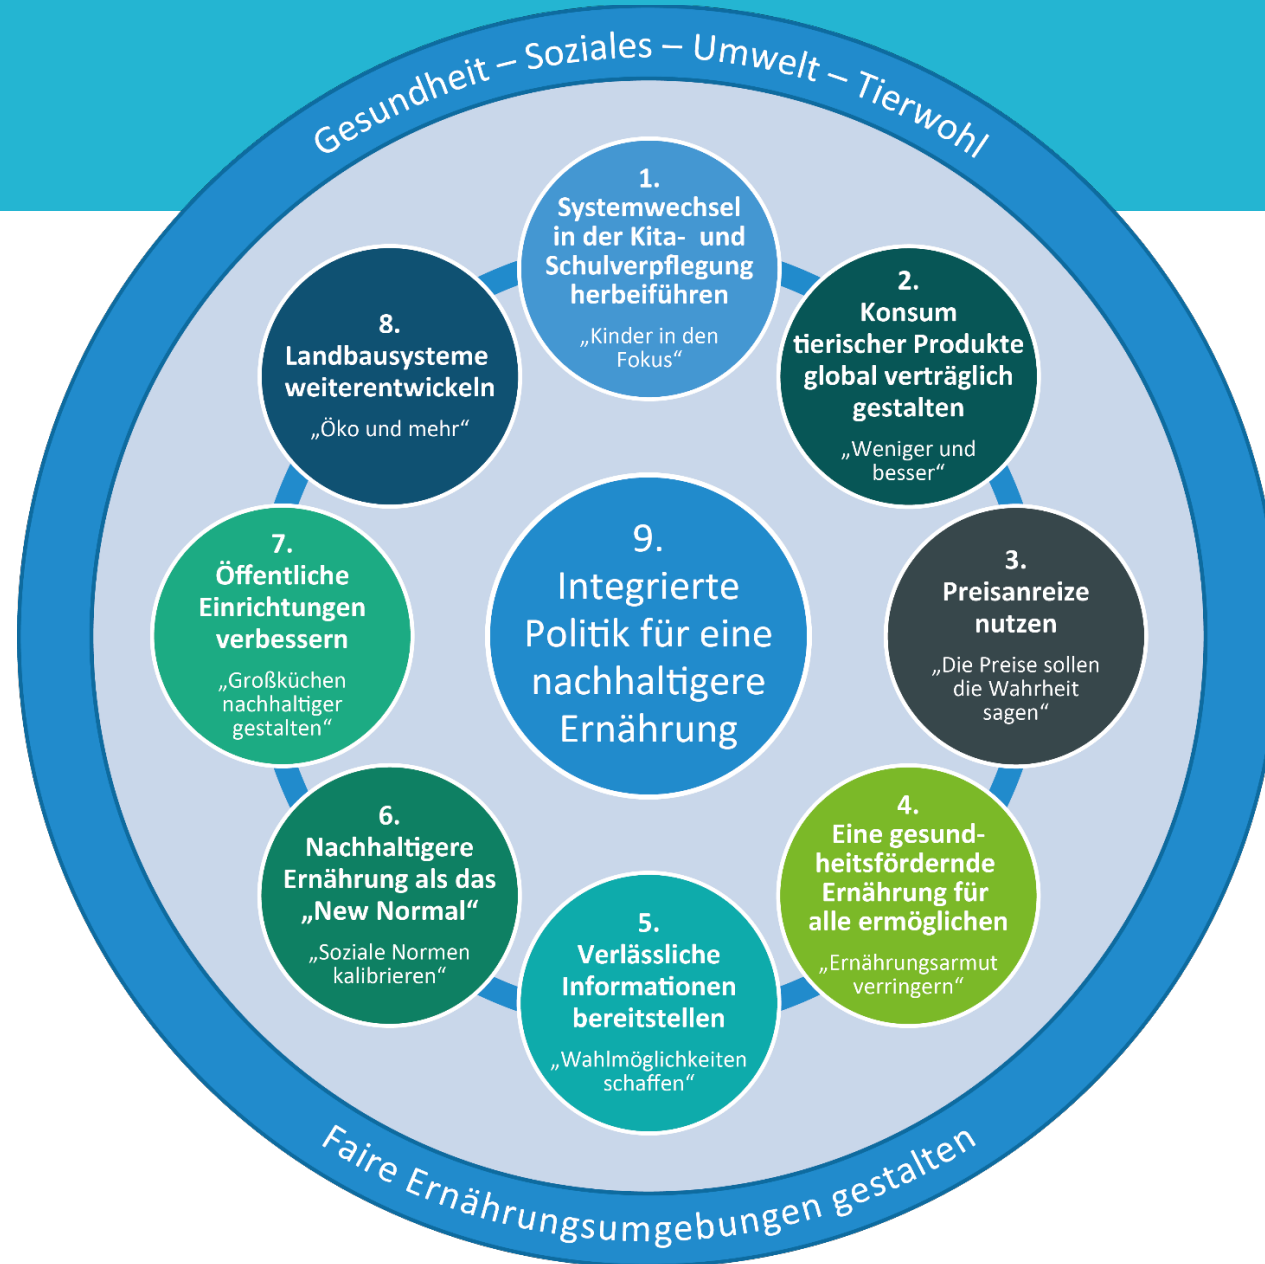 Gesundheit – Soziales – Umwelt – Tierwohl
1.
Systemwechsel
in der Kita- und
Schulverpflegung
herbeiführen
„Kinder in den
Fokus“
2.
Konsum
tierischer Produkte
global verträglich
gestalten
„Weniger und
besser“
3.
Preisanreize
nutzen
„Die Preise sollen
die Wahrheit
sagen“
4.
Eine gesund-
heitsfördernde
Ernährung für
alle ermöglichen
„Ernährungsarmut
verringern“
5.
Verlässliche
Informationen
bereitstellen
„Wahlmöglichkeiten
schaffen“
6.
Nachhaltigere
Ernährung als das
„New Normal“
„Soziale Normen
kalibrieren“
7.
Öffentliche
Einrichtungen
verbessern
„Großküchen
nachhaltiger
gestalten“
8.
Landbausysteme
weiterentwickeln
„Öko und mehr“
9.
Integrierte
Politik für eine
nachhaltigere
Ernährung
Faire Ernährungsumgebungen gestalten